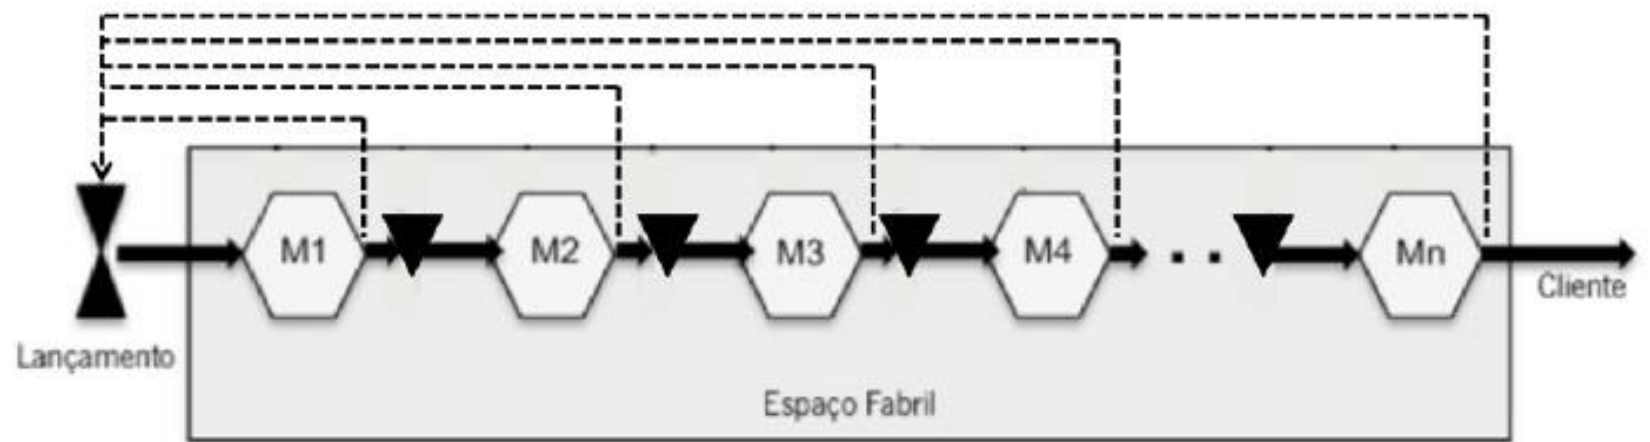 M1
M2
M3
M4
. .
Mn
Cliente
Lançamento
Espaço Fabril